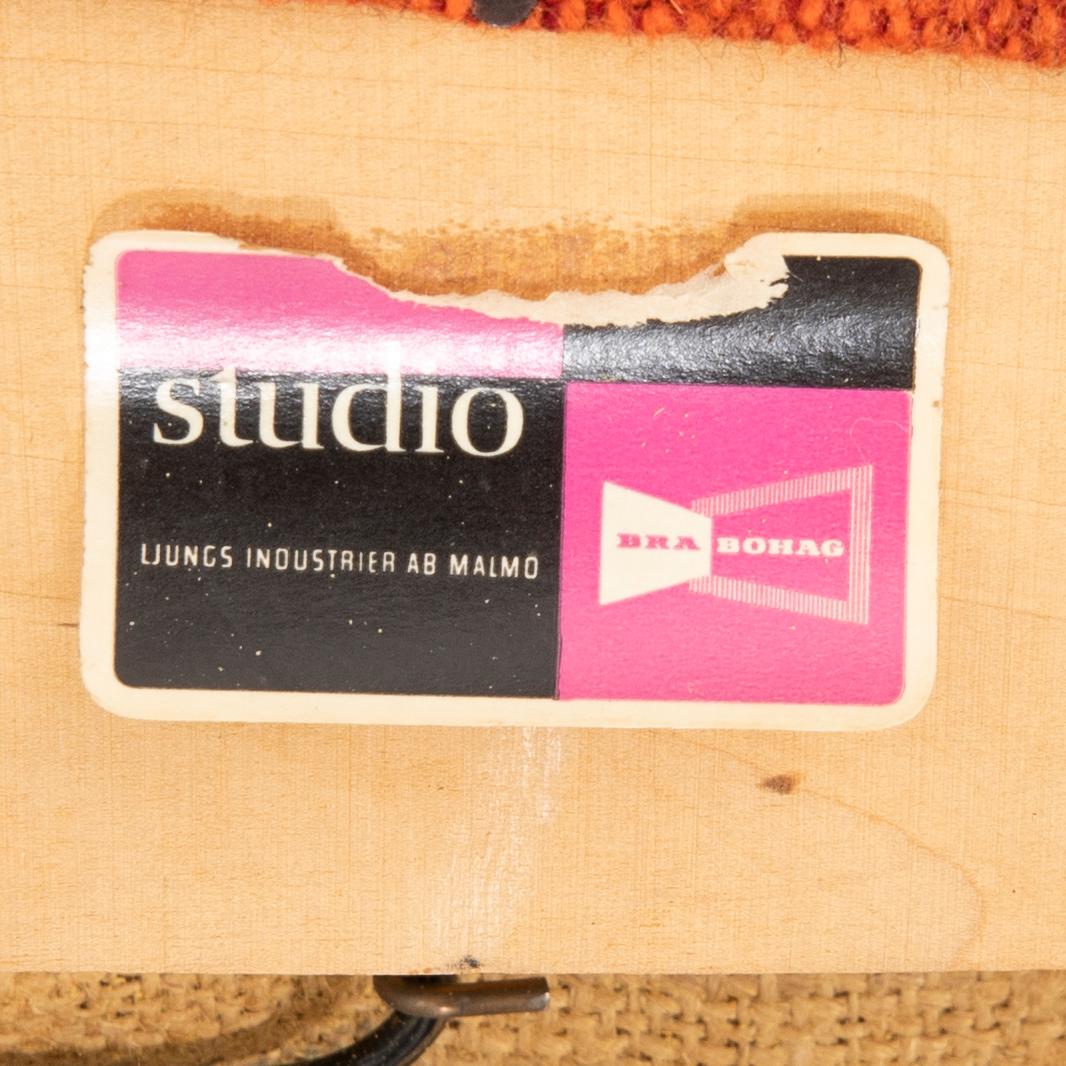 studio
LJUNGS INDUSTRIER AB MALMO
BRA BOHAG